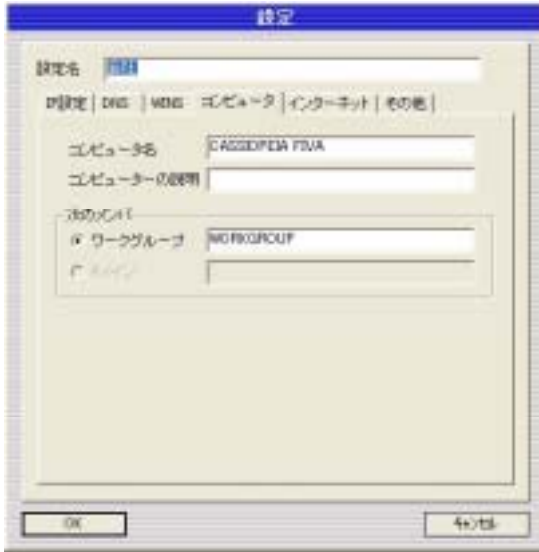 設定
設定名
IP設定 DNS WINS コンピュータ インターネット その他
コンピュータ名 CASSIOPEIA FIVA
コンピューターの説明
次のメンバ
ワークグループ WORKGROUP
ドメイン
OK キャンセル